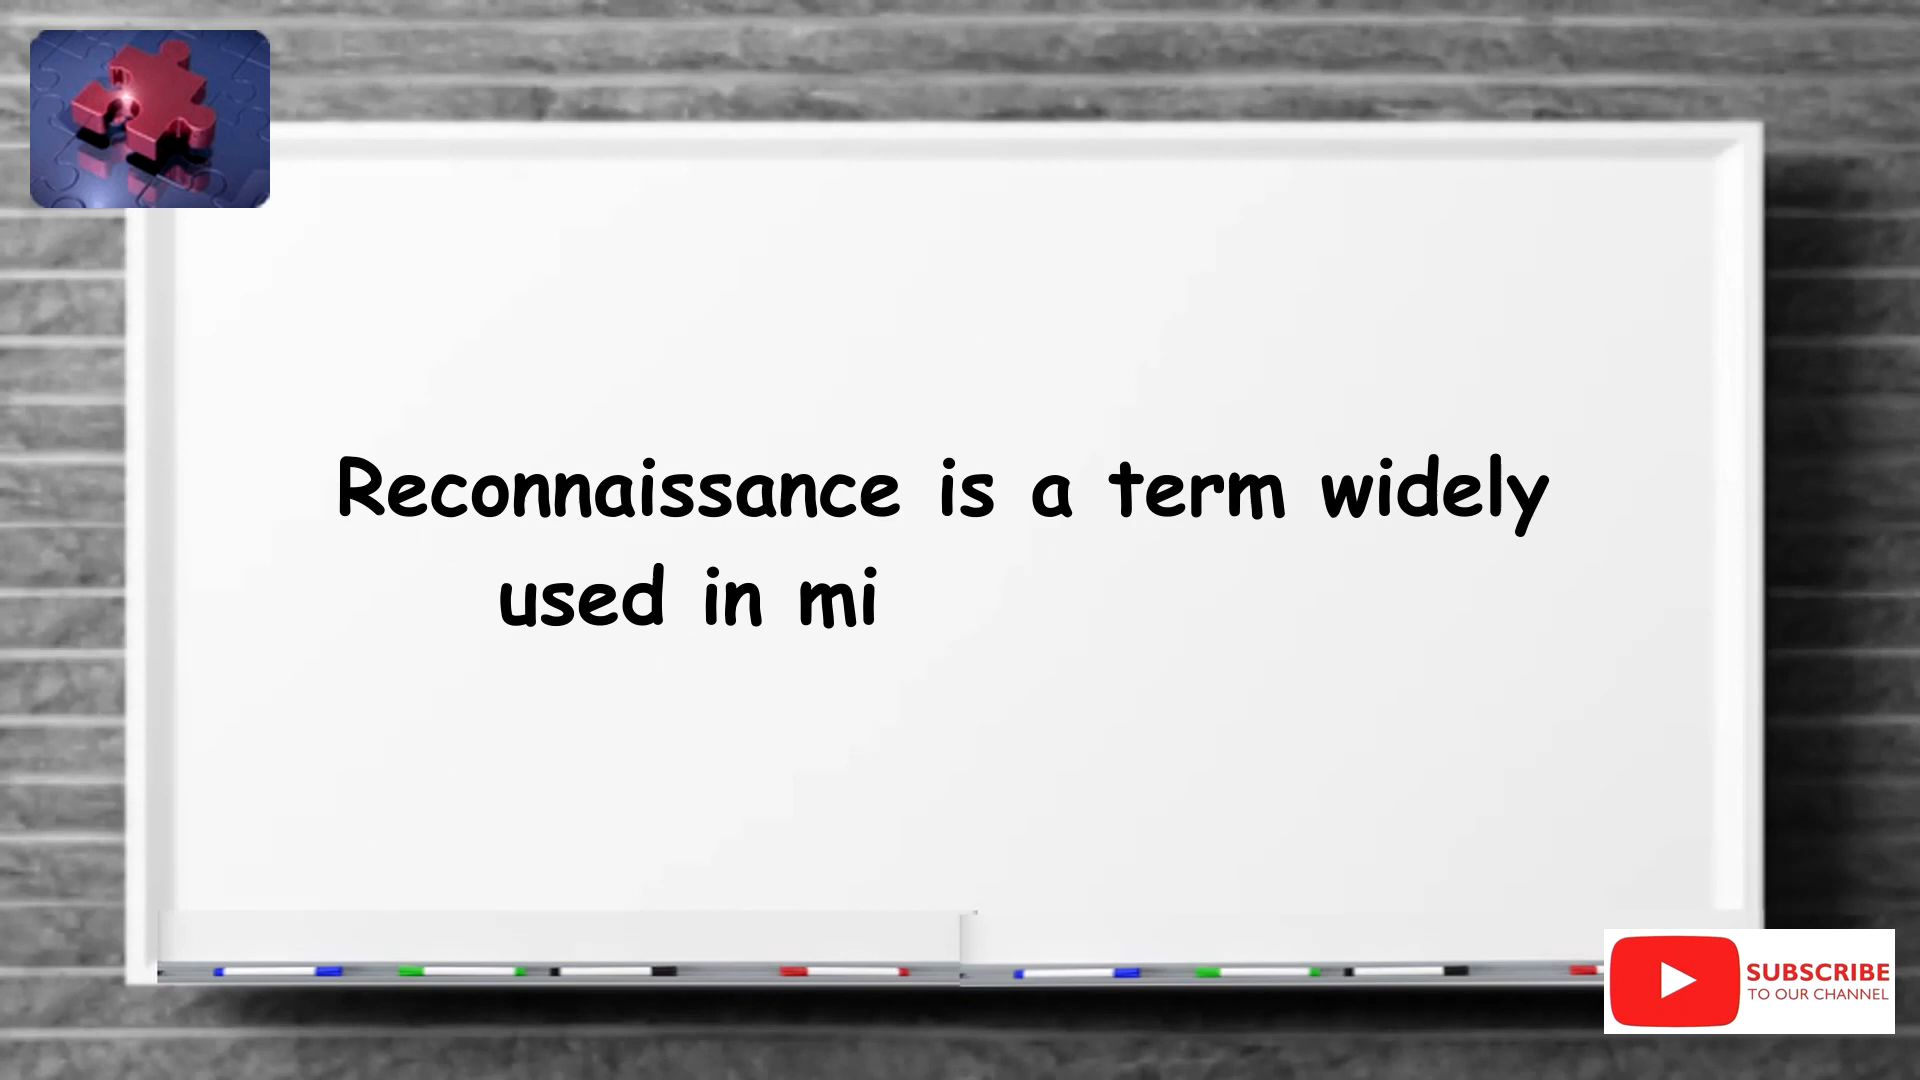 Reconnaissance is a term widely
used in mi
SUBSCRIBE
TO OUR CHANNEL